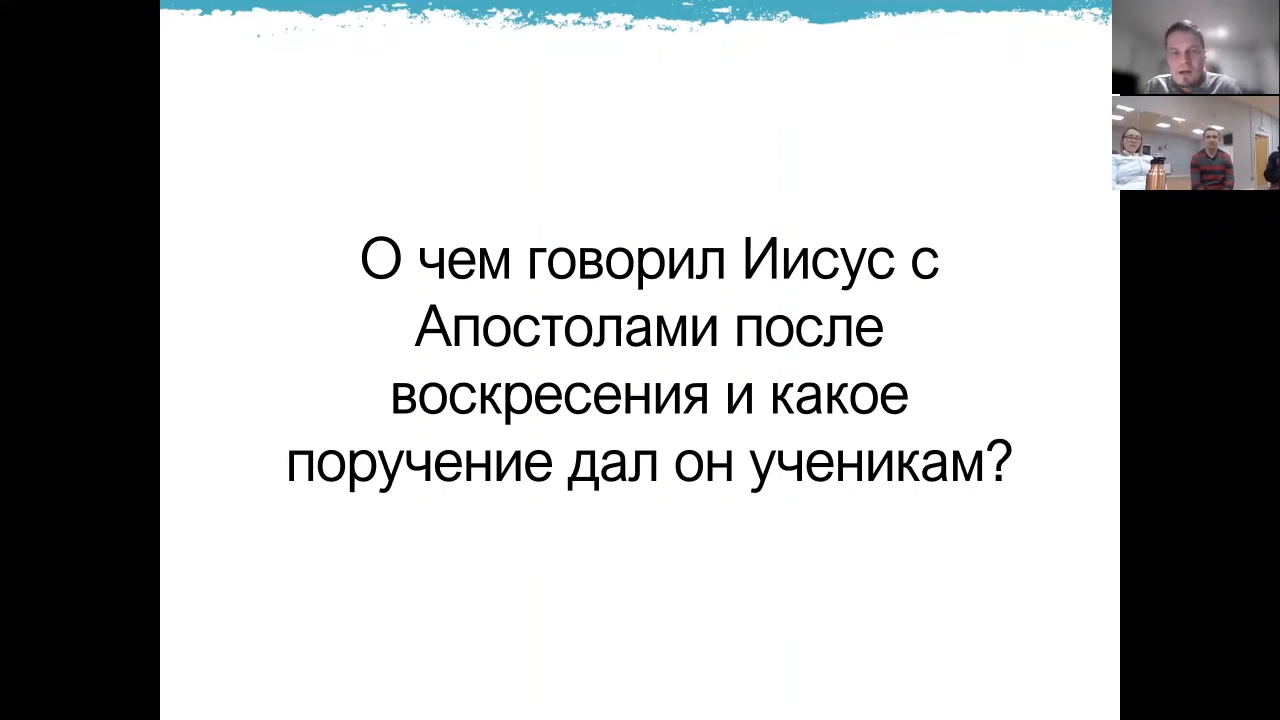 О чем говорил Иисус с
Апостолами после
воскресения и какое
поручение дал он ученикам?